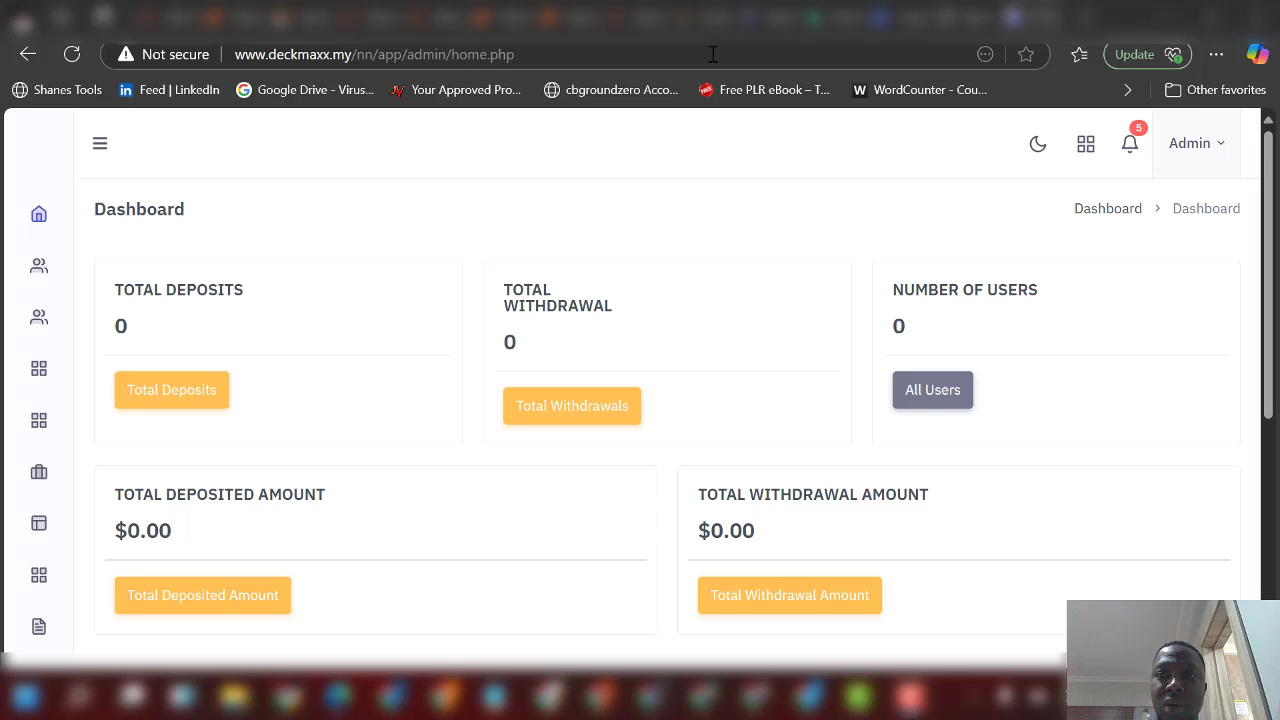 Not secure www.deckmaxx.my/nn/app/admin/home.php Update
Shanes Tools Feed | LinkedIn Google Drive - Virus... Your Approved Pro... cbgroundzero Acco... Free PLR eBook – T... W WordCounter - Cou... Other favorites
5
Admin
Dashboard
Dashboard > Dashboard
TOTAL DEPOSITS
0
Total Deposits
TOTAL
WITHDRAWAL
0
Total Withdrawals
NUMBER OF USERS
0
All Users
TOTAL DEPOSITED AMOUNT
$0.00
Total Deposited Amount
TOTAL WITHDRAWAL AMOUNT
$0.00
Total Withdrawal Amount